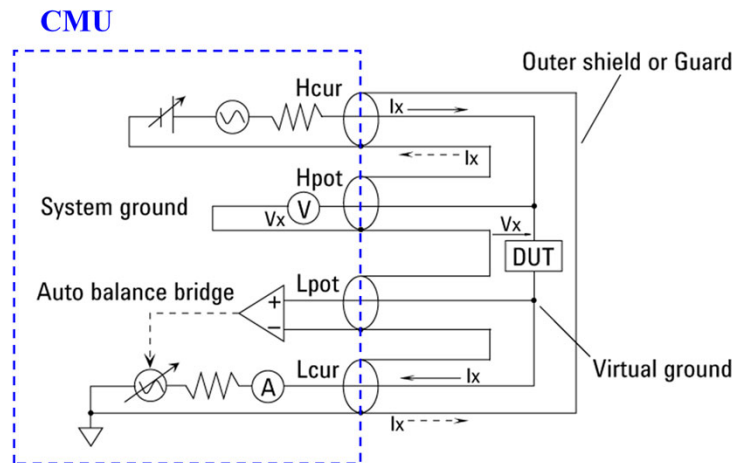 CMU
Outer shield or Guard
Hcur
Ix
Ix
Hpot
System ground
V
Vx
Vx
DUT
Auto balance bridge
Lpot
+
−
Virtual ground
Lcur
Ix
A
Ix